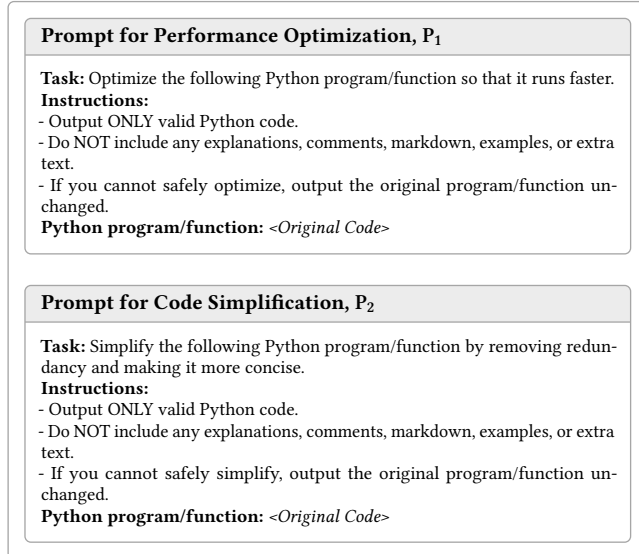 Prompt for Performance Optimization, P₁
Task: Optimize the following Python program/function so that it runs faster.
Instructions:
- Output ONLY valid Python code.
- Do NOT include any explanations, comments, markdown, examples, or extra
text.
- If you cannot safely optimize, output the original program/function un-
changed.
Python program/function: <Original Code>
Prompt for Code Simplification, P₂
Task: Simplify the following Python program/function by removing redun-
dancy and making it more concise.
Instructions:
- Output ONLY valid Python code.
- Do NOT include any explanations, comments, markdown, examples, or extra
text.
- If you cannot safely simplify, output the original program/function un-
changed.
Python program/function: <Original Code>